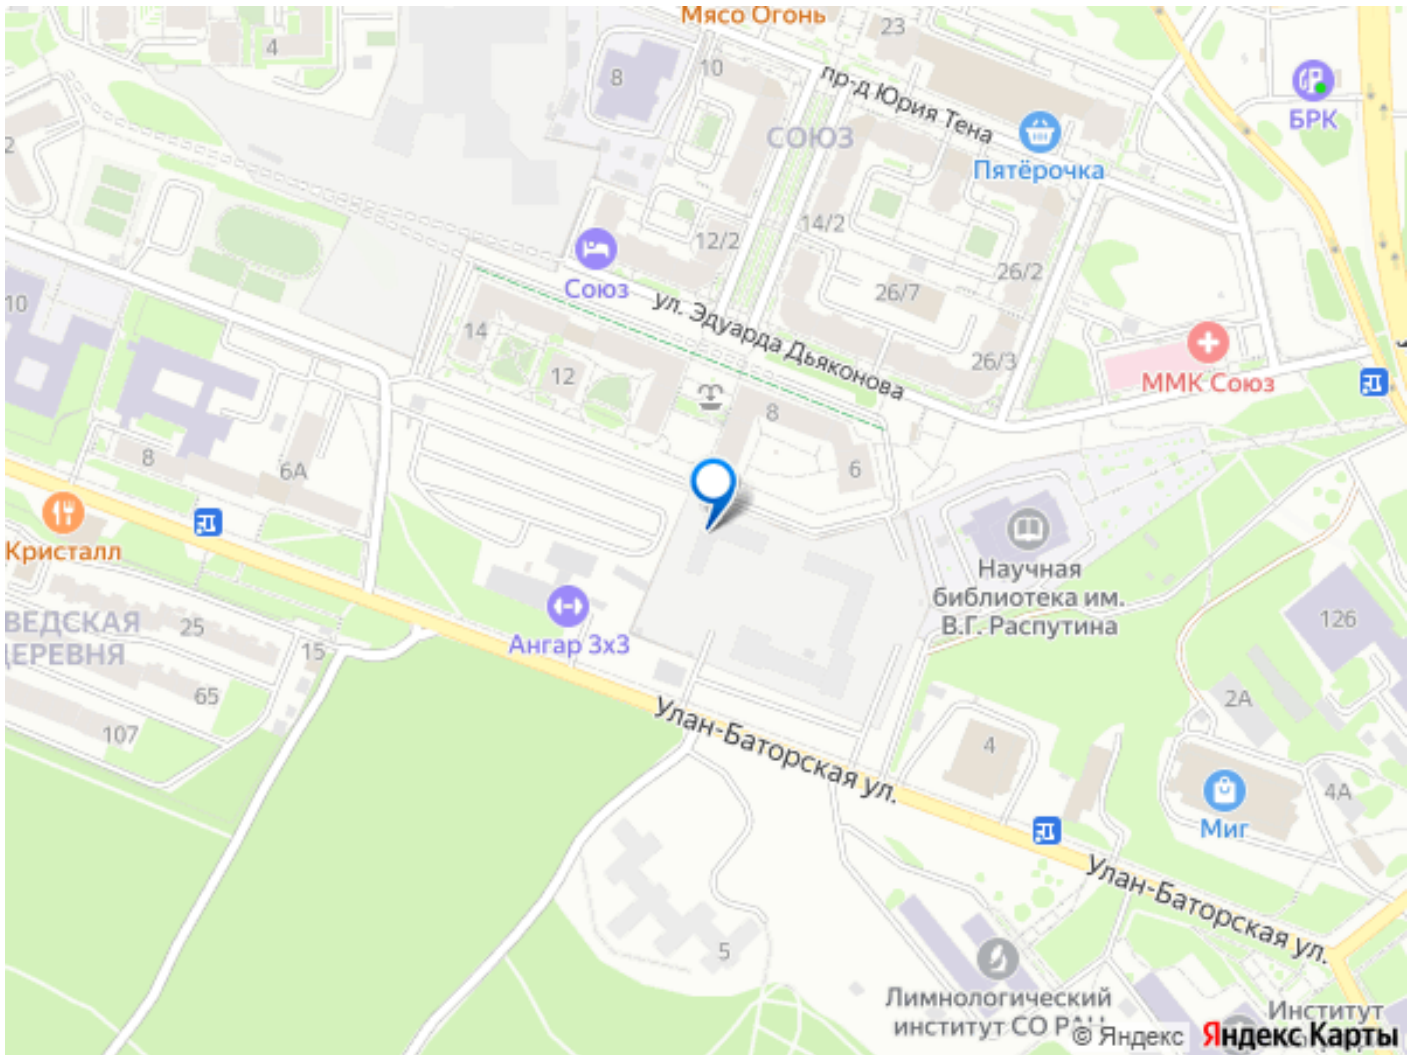 Мясо Огонь
23
4
8
10
пр-д Юрия Тена
БРК
СОЮЗ
Пятёрочка
2
12/2
14/2
26/2
Союз
26/7
10
ул. Эдуарда Дьяконова
14
26/3
12
ММК Союз
8
6
8
6А
Кристалл
Научная
библиотека им.
В.Г. Распутина
Ангар 3х3
ВЕДСКАЯ
ДЕРЕВНЯ
25
15
126
65
2А
107
Улан-Баторская ул.
4
4А
Миг
Улан-Баторская ул.
5
Лимнологический
институт СО РАН
Институт
© Яндекс
Яндекс Карты